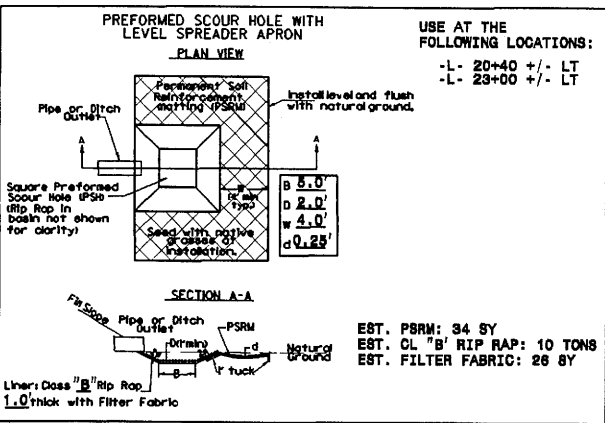 PREFORMED SCOUR HOLE WITH
LEVEL SPREADER APRON
PLAN VIEW
USE AT THE
FOLLOWING LOCATIONS:
-L- 20+40 +/- LT
-L- 23+00 +/- LT
Permanent Soil
Reinforcement
matting (PSRM)
Install level and flush
with natural ground.
Pipe or Ditch
Outlet
A
A
Square Preformed
Scour Hole (PSH)
(Rip Rap in
basin not shown
for clarity)
W
min
typ.)
B 5.0'
D 2.0'
W 4.0'
d 0.25'
Seed with native
grasses at
installation.
SECTION A-A
Fill Slope
Pipe or Ditch
Outlet
PSRM
D(1'min)
d
Natural
Ground
B
1' tuck
Liner: Class "B" Rip Rap
1.0' thick with Filter Fabric
EST. PSRM: 34 SY
EST. CL "B' RIP RAP: 10 TONS
EST. FILTER FABRIC: 26 SY